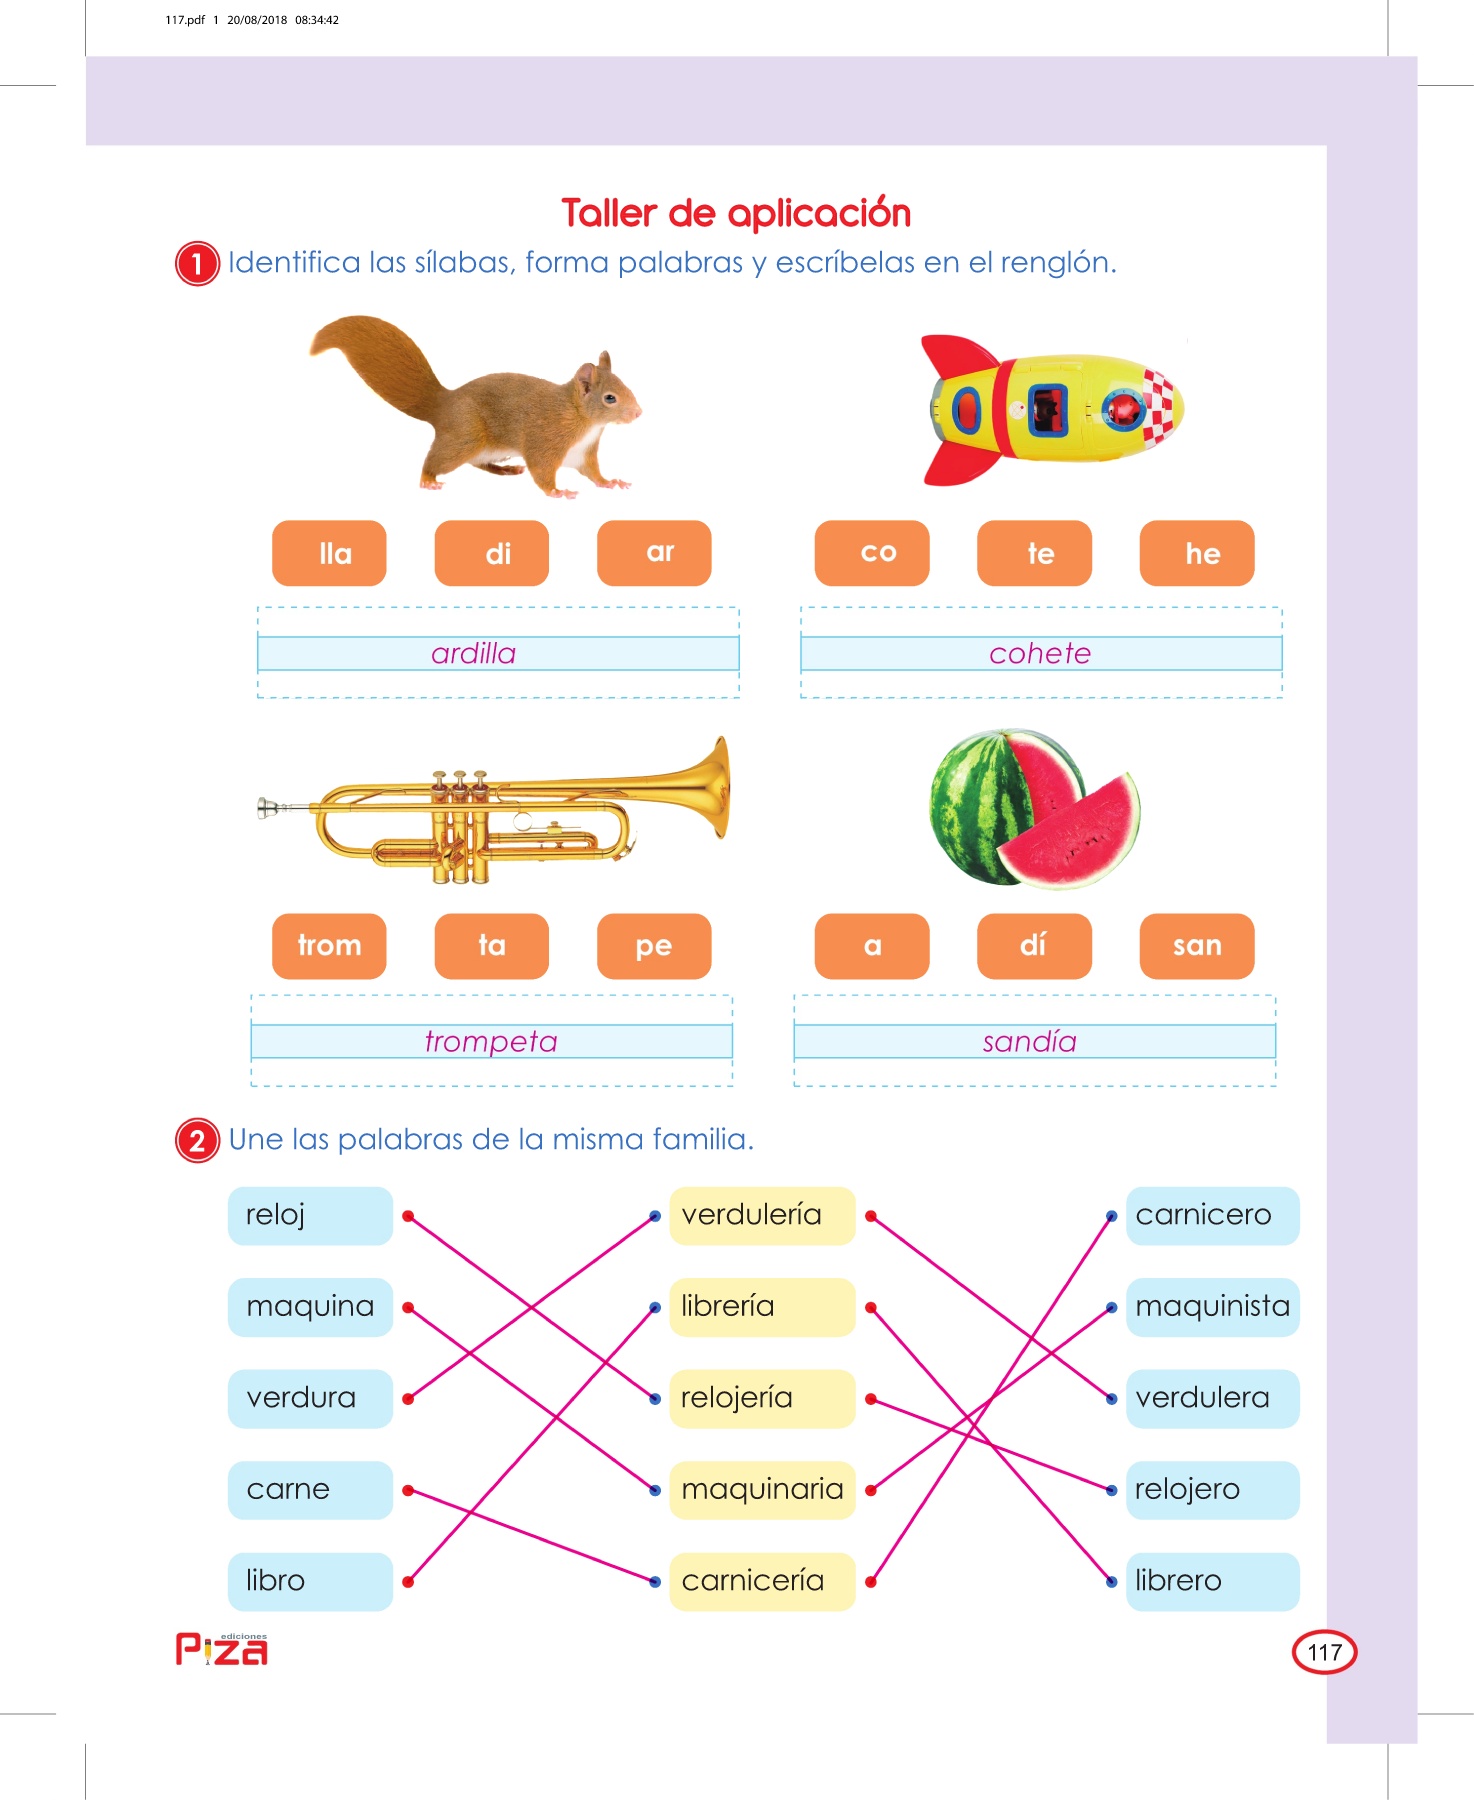 117.pdf 1 20/08/2018 08:34:42
Taller de aplicación
1 Identifica las sílabas, forma palabras y escríbelas en el renglón.
lla di ar co te he
ardilla cohete
trom ta pe a dí san
trompeta sandía
2 Une las palabras de la misma familia.
reloj verdulería carnicero
maquina librería maquinista
verdura relojería verdulera
carne maquinaria relojero
libro carnicería librero
ediciones
Piza
117